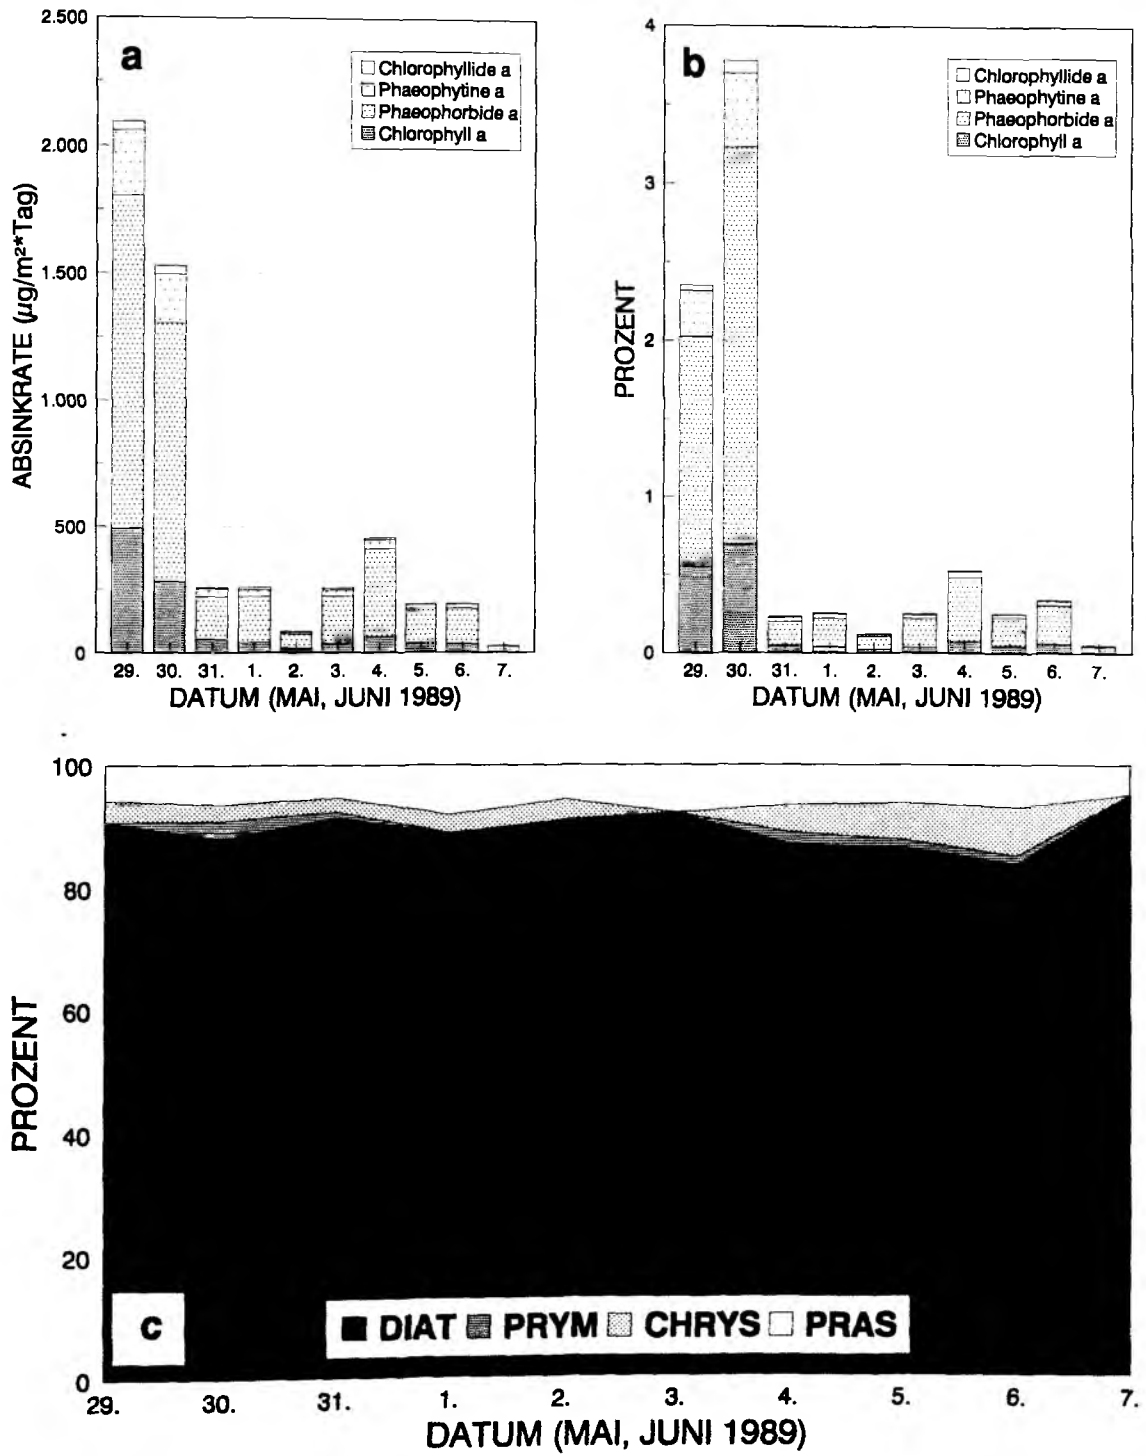 a
Chlorophyllide a
Phaeophytine a
Phaeophorbide a
Chlorophyll a
2.500
2.000
1.500
1.000
500
0
ABSINKRATE (µg/m²*Tag)
29. 30. 31. 1. 2. 3. 4. 5. 6. 7.
DATUM (MAI, JUNI 1989)
b
Chlorophyllide a
Phaeophytine a
Phaeophorbide a
Chlorophyll a
4
3
2
1
0
PROZENT
29. 30. 31. 1. 2. 3. 4. 5. 6. 7.
DATUM (MAI, JUNI 1989)
100
80
60
40
20
0
PROZENT
c
DIAT PRYM CHRYS PRAS
29. 30. 31. 1. 2. 3. 4. 5. 6. 7.
DATUM (MAI, JUNI 1989)